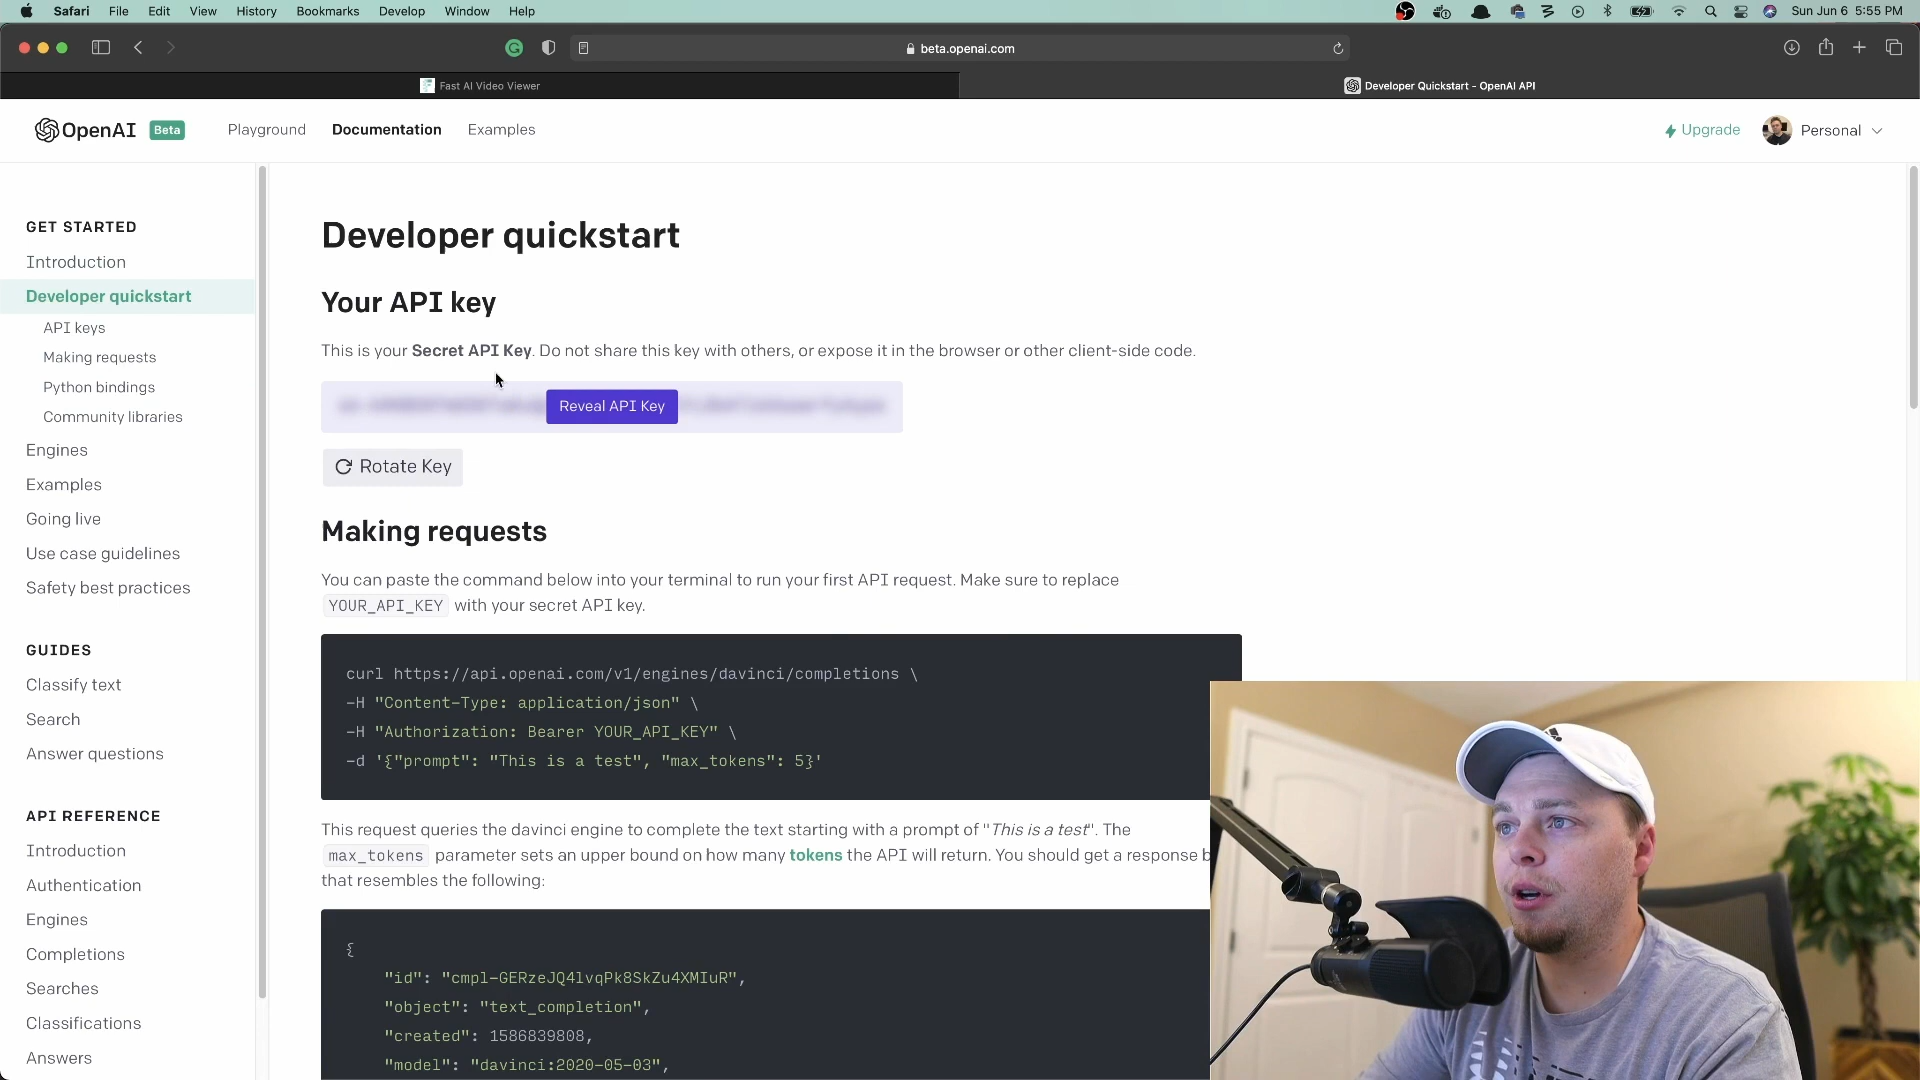 Safari File Edit View History Bookmarks Develop Window Help
Sun Jun 6 5:55 PM
beta.openai.com
Fast AI Video Viewer
Developer Quickstart - OpenAI API
OpenAI Beta Playground Documentation Examples
Upgrade Personal
GET STARTED
Introduction
Developer quickstart
API keys
Making requests
Python bindings
Community libraries
Engines
Examples
Going live
Use case guidelines
Safety best practices
GUIDES
Classify text
Search
Answer questions
API REFERENCE
Introduction
Authentication
Engines
Completions
Searches
Classifications
Answers
Developer quickstart
Your API key
This is your Secret API Key. Do not share this key with others, or expose it in the browser or other client-side code.
Reveal API Key
Rotate Key
Making requests
You can paste the command below into your terminal to run your first API request. Make sure to replace
YOUR_API_KEY with your secret API key.
curl https://api.openai.com/v1/engines/davinci/completions \
-H "Content-Type: application/json" \
-H "Authorization: Bearer YOUR_API_KEY" \
-d '{"prompt": "This is a test", "max_tokens": 5}'
This request queries the davinci engine to complete the text starting with a prompt of "This is a test". The
max_tokens parameter sets an upper bound on how many tokens the API will return. You should get a response b
that resembles the following:
{
"id": "cmpl-GERzeJQ4lvqPk8SkZu4XMIuR",
"object": "text_completion",
"created": 1586839808,
"model": "davinci:2020-05-03",